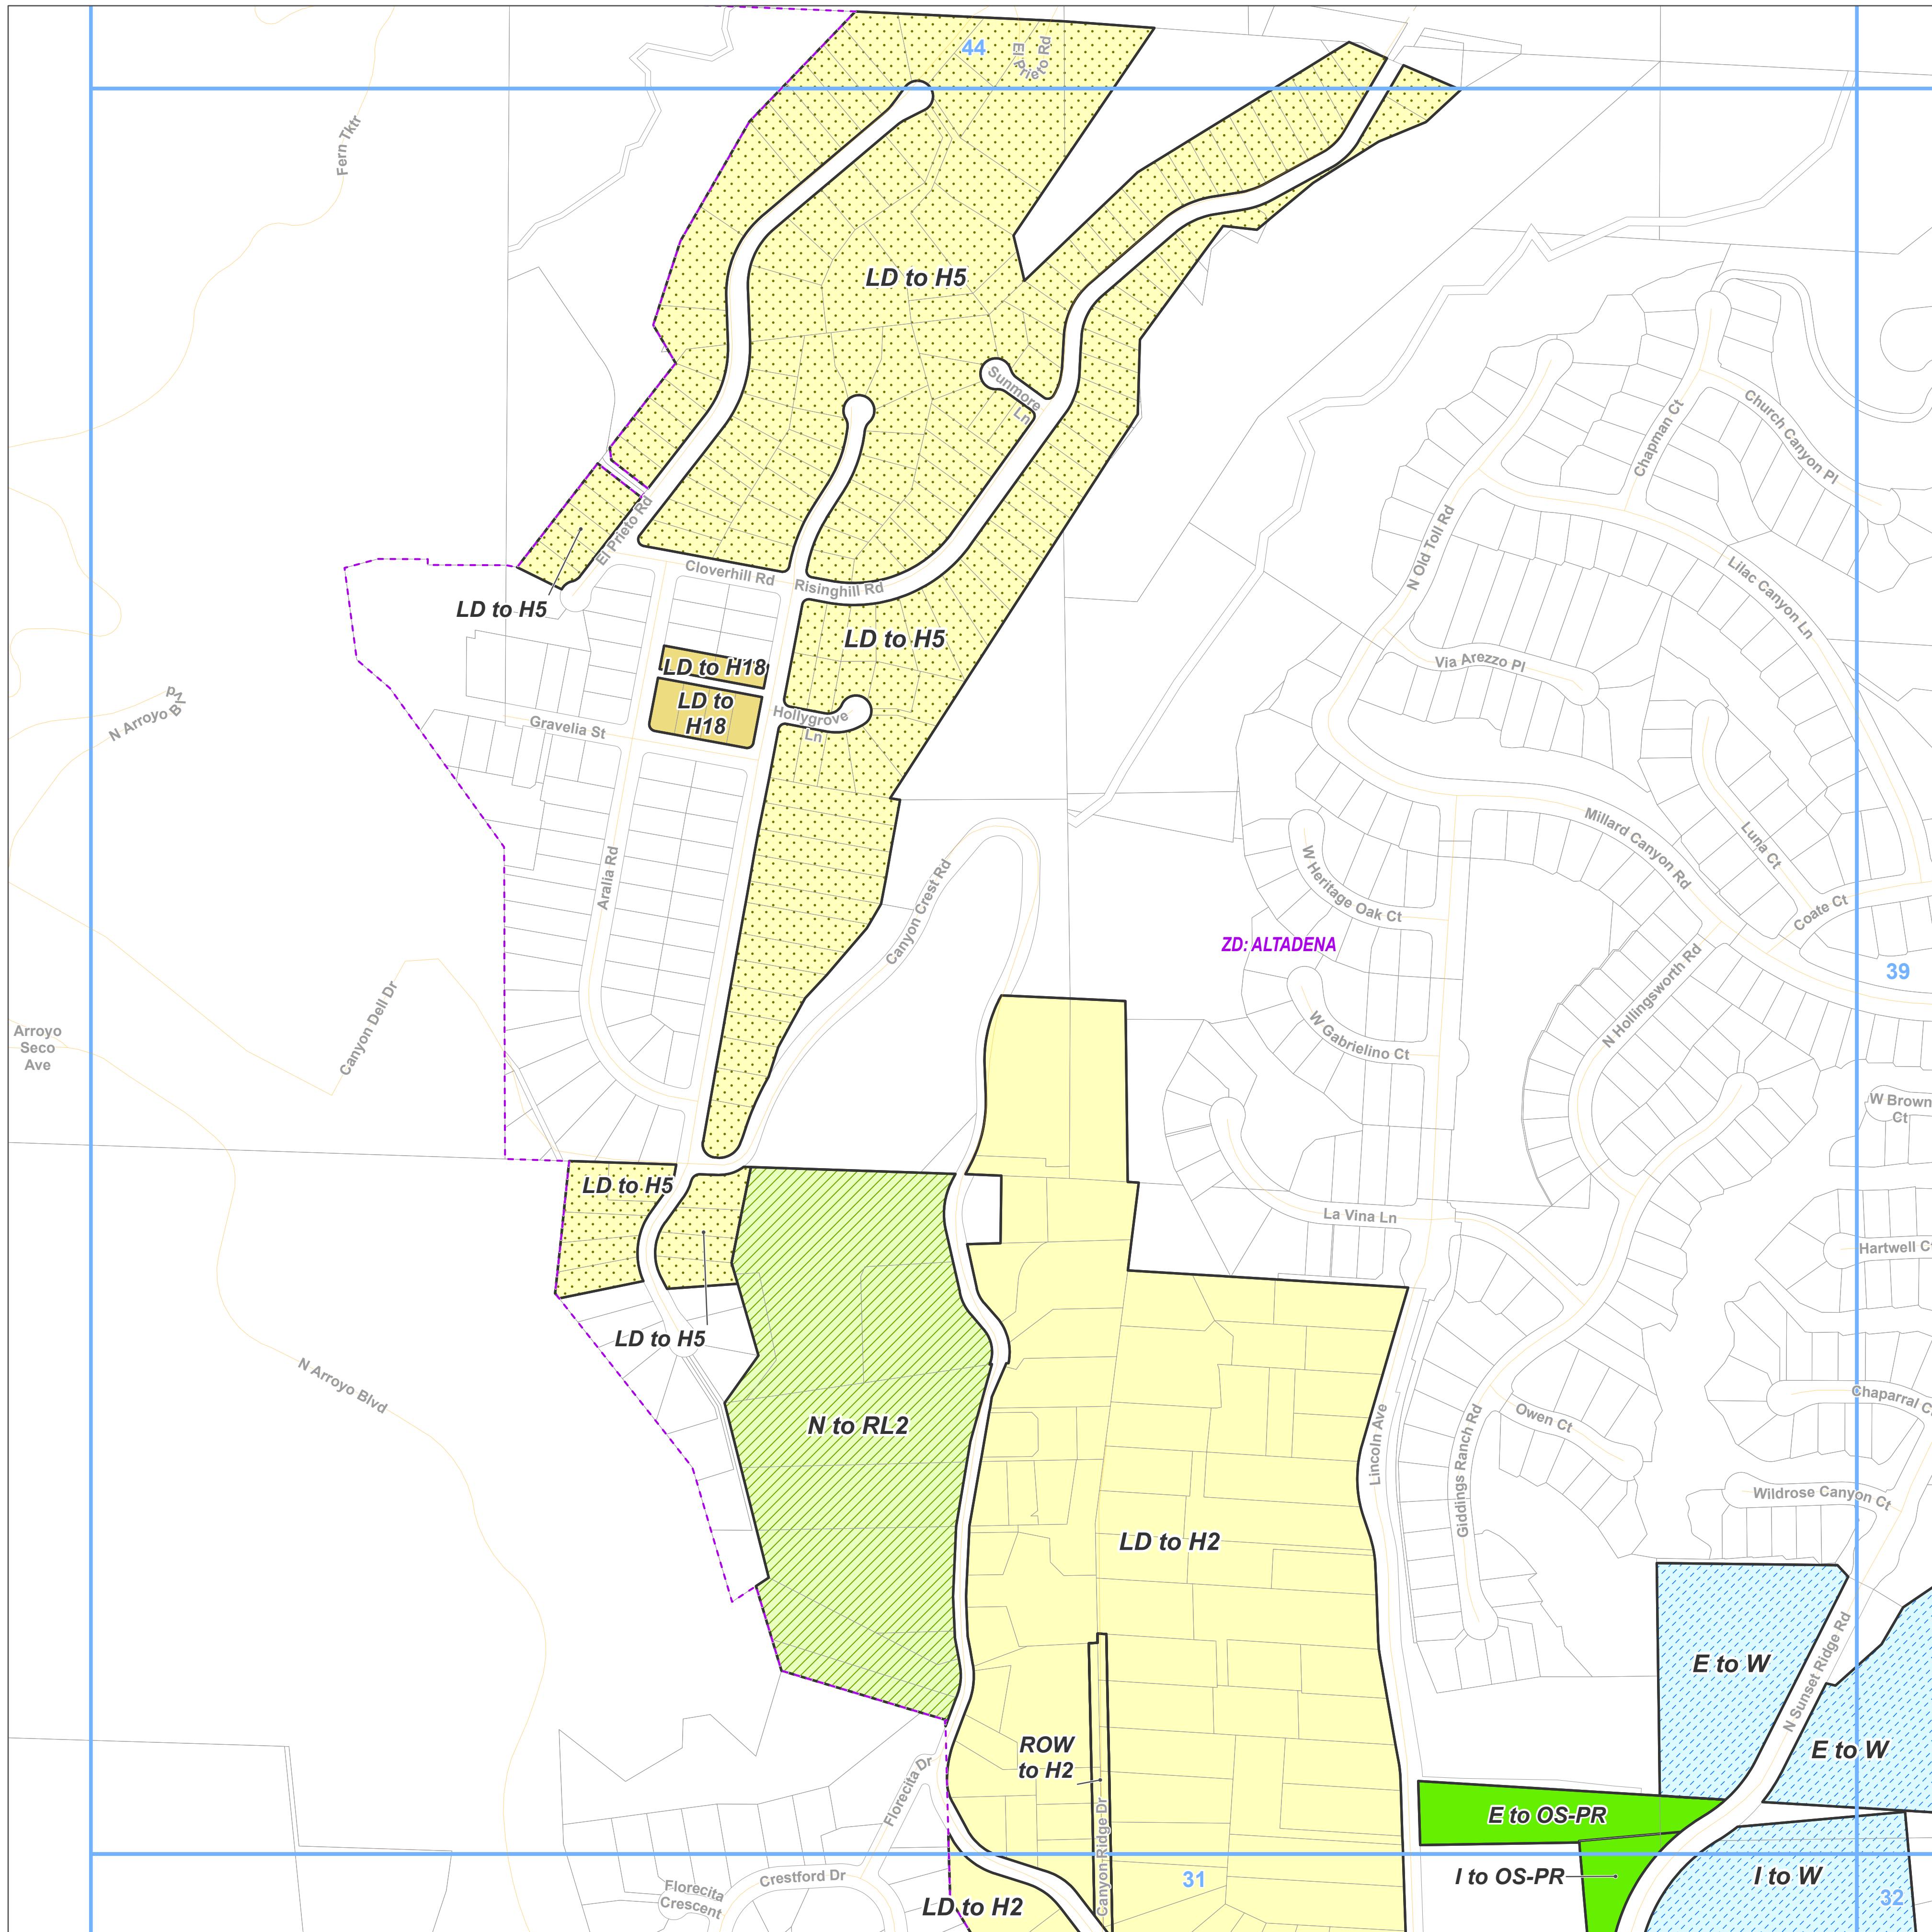 44
El
Prieto Rd
Fern Tktr
LD to H5
Sunmore
Ln
Chapman Ct
Church Canyon Pl
El Prieto Rd
Cloverhill Rd
Risinghill Rd
N Old Toll Rd
Lilac Canyon Ln
LD to H5
LD to H5
LD to H18
Via Arezzo Pl
LD to
H18
N Arroyo Blvd
Gravelia St
Hollygrove
Ln
Millard Canyon Rd
Luna Ct
Aralia Rd
Canyon Crest Rd
W Heritage Oak Ct
Coate Ct
ZD: ALTADENA
39
N Hollingsworth Rd
Arroyo
Seco
Ave
Canyon Dell Dr
W Gabrielino Ct
W Brown
Ct
LD to H5
La Vina Ln
Hartwell Ct
LD to H5
N Arroyo Blvd
N to RL2
Lincoln Ave
Giddings Ranch Rd
Owen Ct
Chaparral C
Wildrose Canyon Ct
LD to H2
E to W
N Sunset Ridge Rd
ROW
to H2
E to W
Florecita Dr
Canyon Ridge Dr
E to OS-PR
Crestford Dr
31
I to OS-PR
I to W
Florecita
Crescent
32
LD to H2